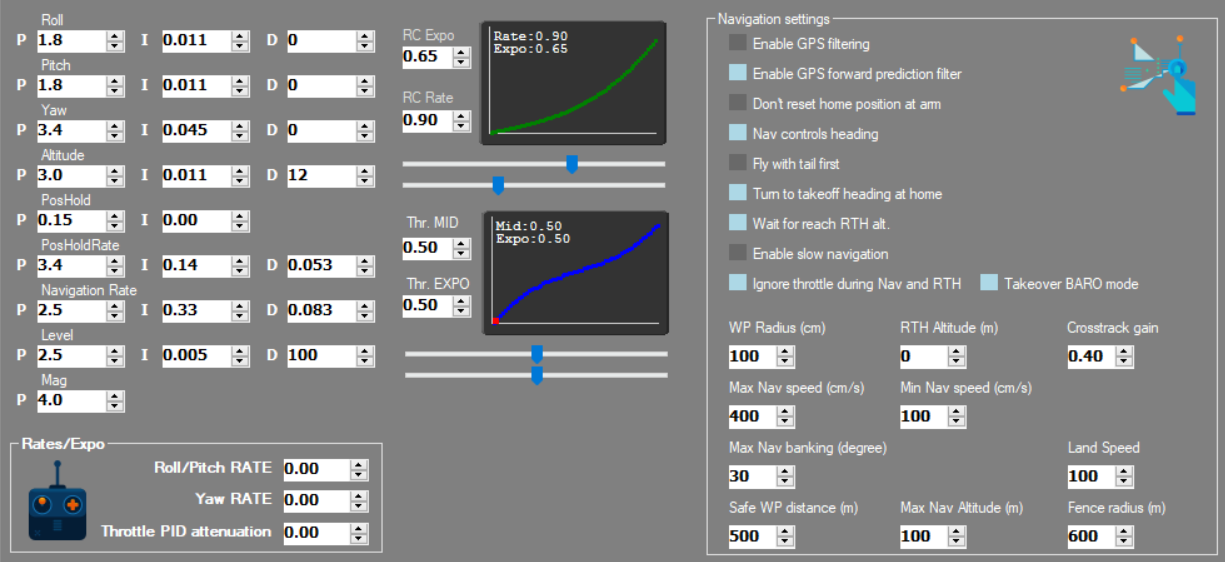 Roll
P 1.8 I 0.011 D 0
Pitch
P 1.8 I 0.011 D 0
Yaw
P 3.4 I 0.045 D 0
Altitude
P 3.0 I 0.011 D 12
PosHold
P 0.15 I 0.00
PosHoldRate
P 3.4 I 0.14 D 0.053
Navigation Rate
P 2.5 I 0.33 D 0.083
Level
P 2.5 I 0.005 D 100
Mag
P 4.0
Rates/Expo
Roll/Pitch RATE 0.00
Yaw RATE 0.00
Throttle PID attenuation 0.00
RC Expo
0.65
RC Rate
0.90
Rate:0.90
Expo:0.65
Thr. MID
0.50
Thr. EXPO
0.50
Mid:0.50
Expo:0.50
Navigation settings
Enable GPS filtering
Enable GPS forward prediction filter
Don't reset home position at arm
Nav controls heading
Fly with tail first
Turn to takeoff heading at home
Wait for reach RTH alt.
Enable slow navigation
Ignore throttle during Nav and RTH Takeover BARO mode
WP Radius (cm) RTH Altitude (m) Crosstrack gain
100 0 0.40
Max Nav speed (cm/s) Min Nav speed (cm/s)
400 100
Max Nav banking (degree) Land Speed
30 100
Safe WP distance (m) Max Nav Altitude (m) Fence radius (m)
500 100 600